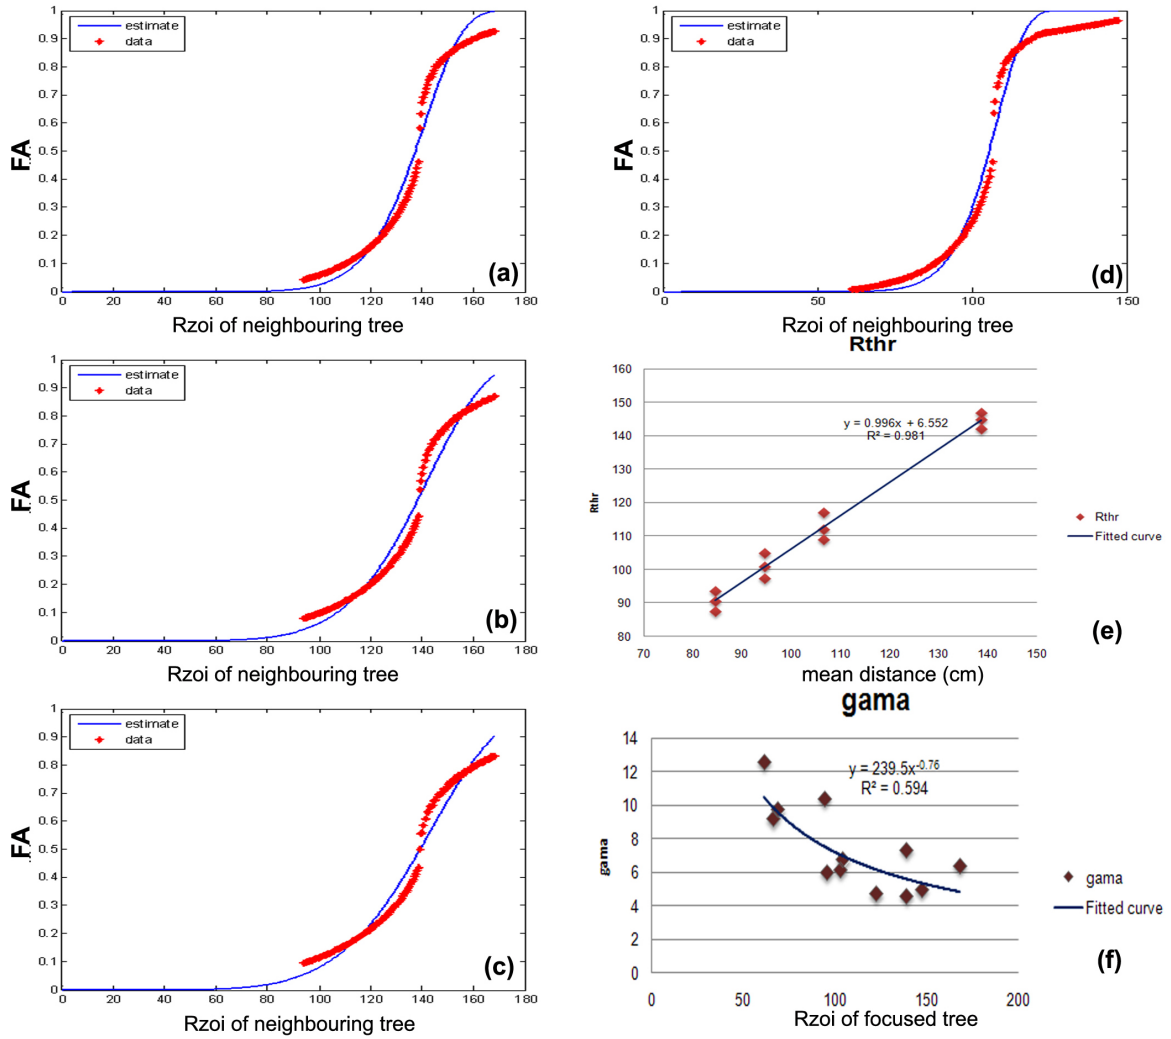 1
0.9
0.8
0.7
0.6
0.5
0.4
0.3
0.2
0.1
0
estimate
data
FA
(a)
0 20 40 60 80 100 120 140 160 180
Rzoi of neighbouring tree
1
0.9
0.8
0.7
0.6
0.5
0.4
0.3
0.2
0.1
0
estimate
data
FA
(d)
0 50 100 150
Rzoi of neighbouring tree
1
0.9
0.8
0.7
0.6
0.5
0.4
0.3
0.2
0.1
0
estimate
data
FA
(b)
0 20 40 60 80 100 120 140 160 180
Rzoi of neighbouring tree
Rthr
160
150
140
130
120
110
100
90
80
Rthr
y = 0.996x + 6.552
R² = 0.981
Rthr
Fitted curve
(e)
70 80 90 100 110 120 130 140 150
mean distance (cm)
1
0.9
0.8
0.7
0.6
0.5
0.4
0.3
0.2
0.1
0
estimate
data
FA
(c)
0 20 40 60 80 100 120 140 160 180
Rzoi of neighbouring tree
gama
14
12
10
8
6
4
2
0
gama
y = 239.5x^-0.76
R² = 0.594
gama
Fitted curve
(f)
0 50 100 150 200
Rzoi of focused tree